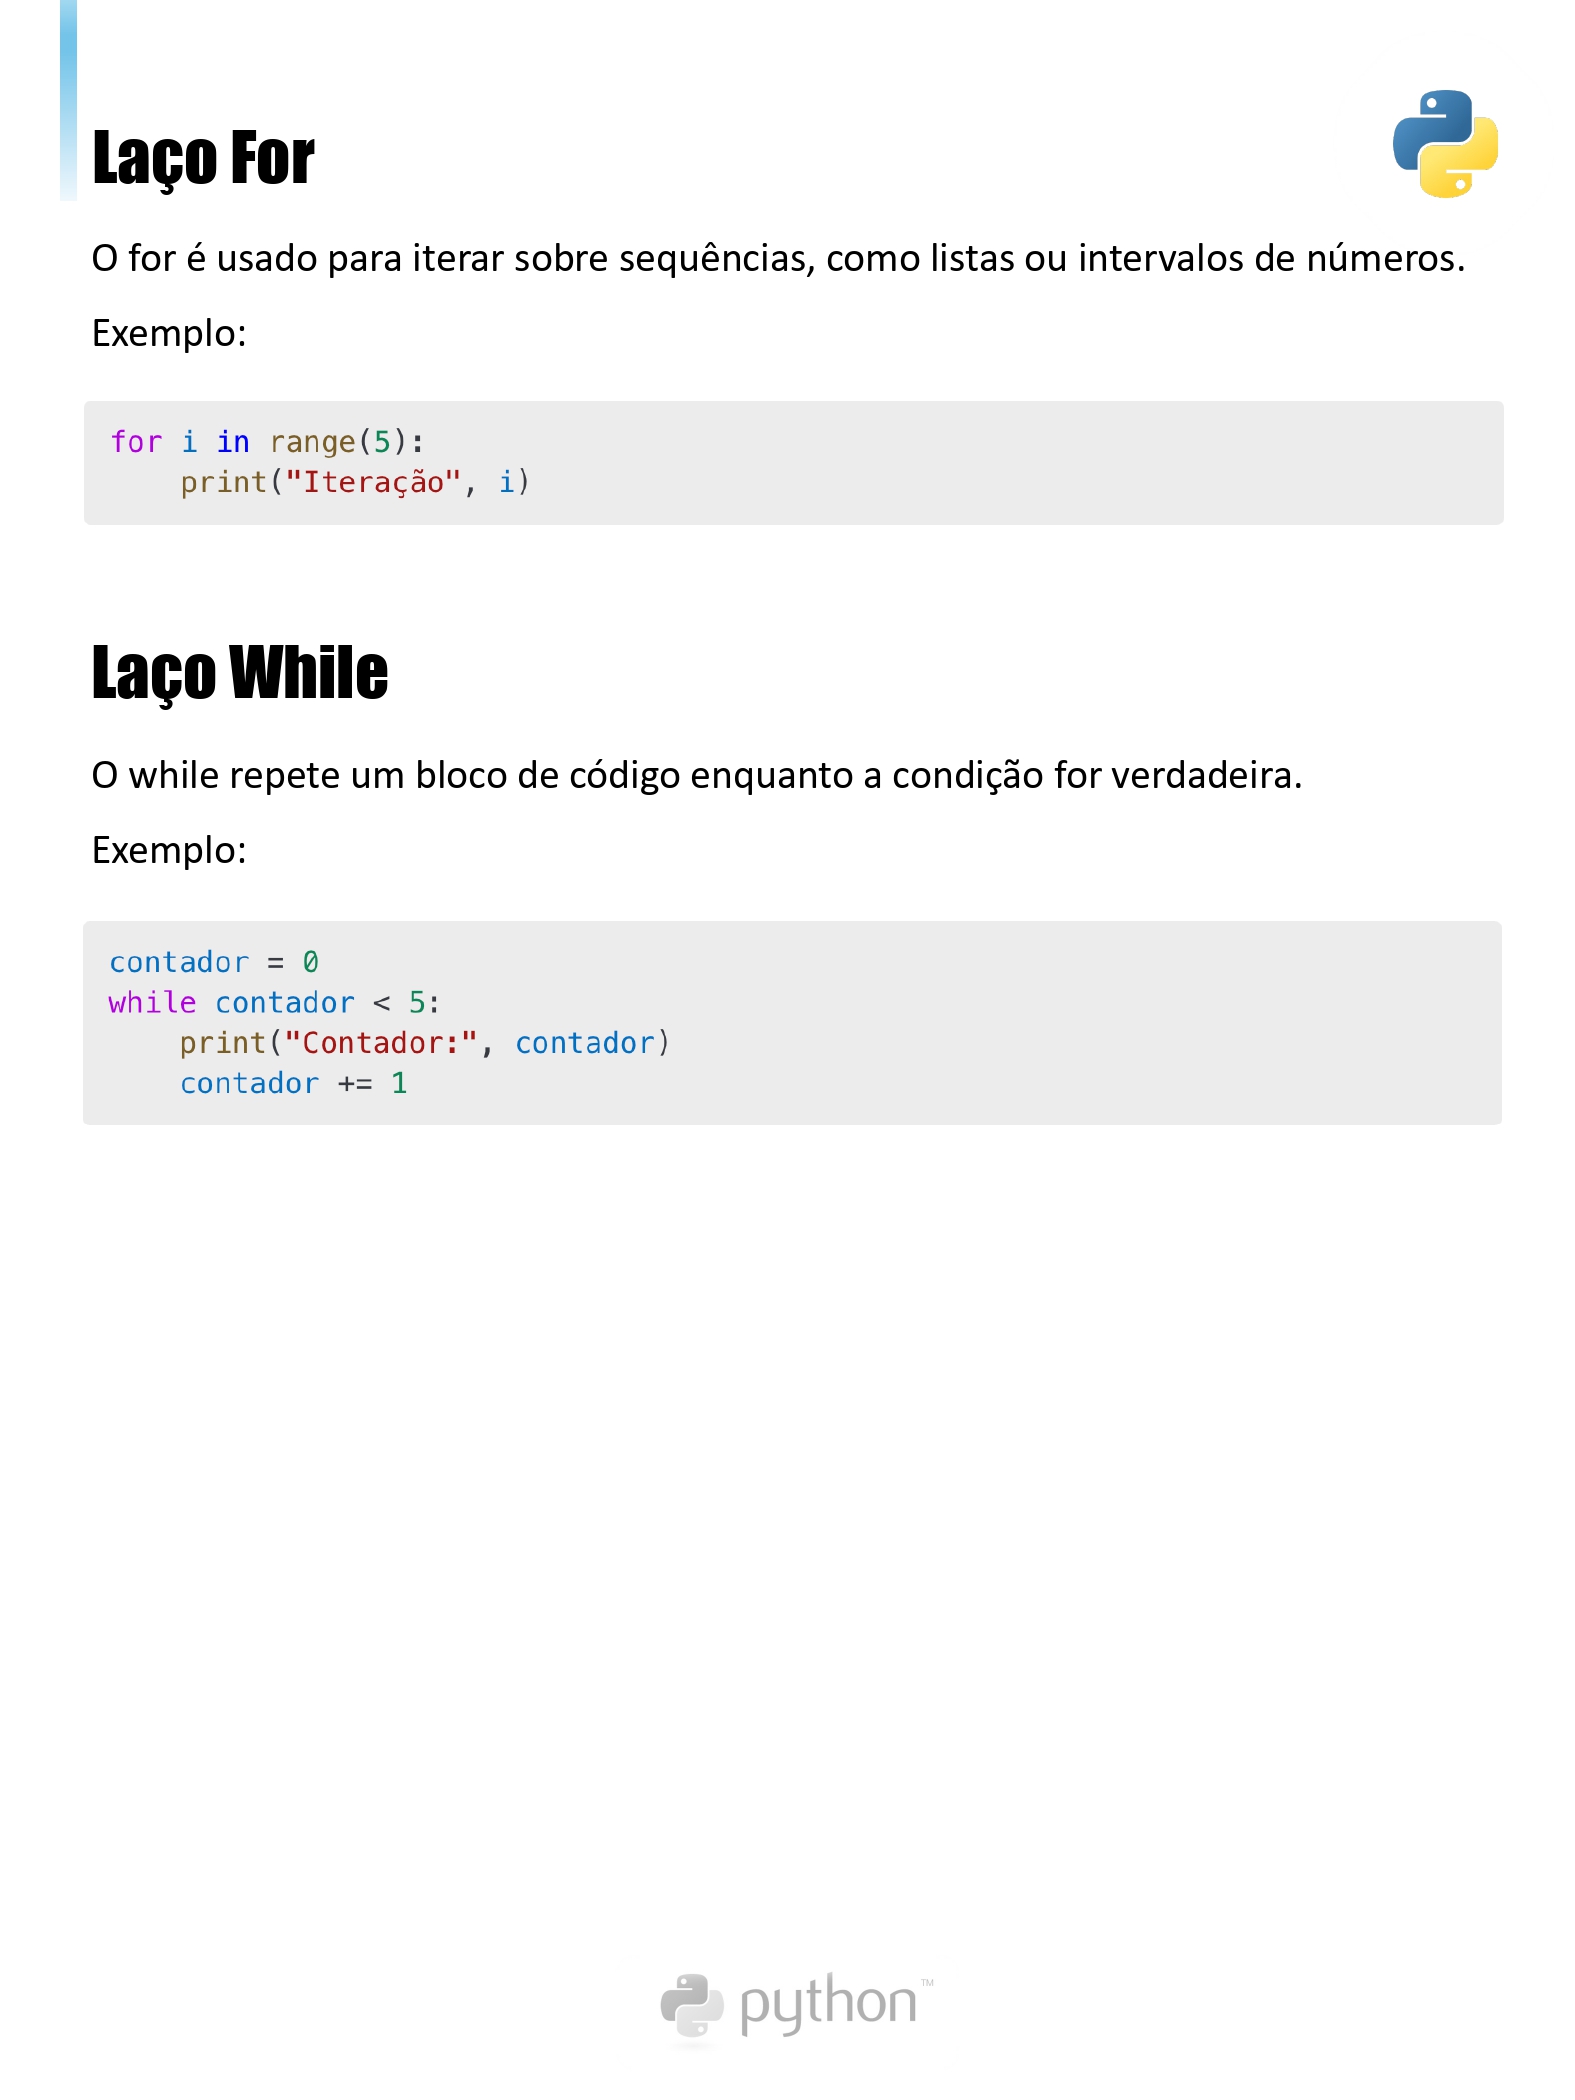 Laço For
O for é usado para iterar sobre sequências, como listas ou intervalos de números.
Exemplo:
for i in range(5):
    print("Iteração", i)
Laço While
O while repete um bloco de código enquanto a condição for verdadeira.
Exemplo:
contador = 0
while contador < 5:
    print("Contador:", contador)
    contador += 1
python™